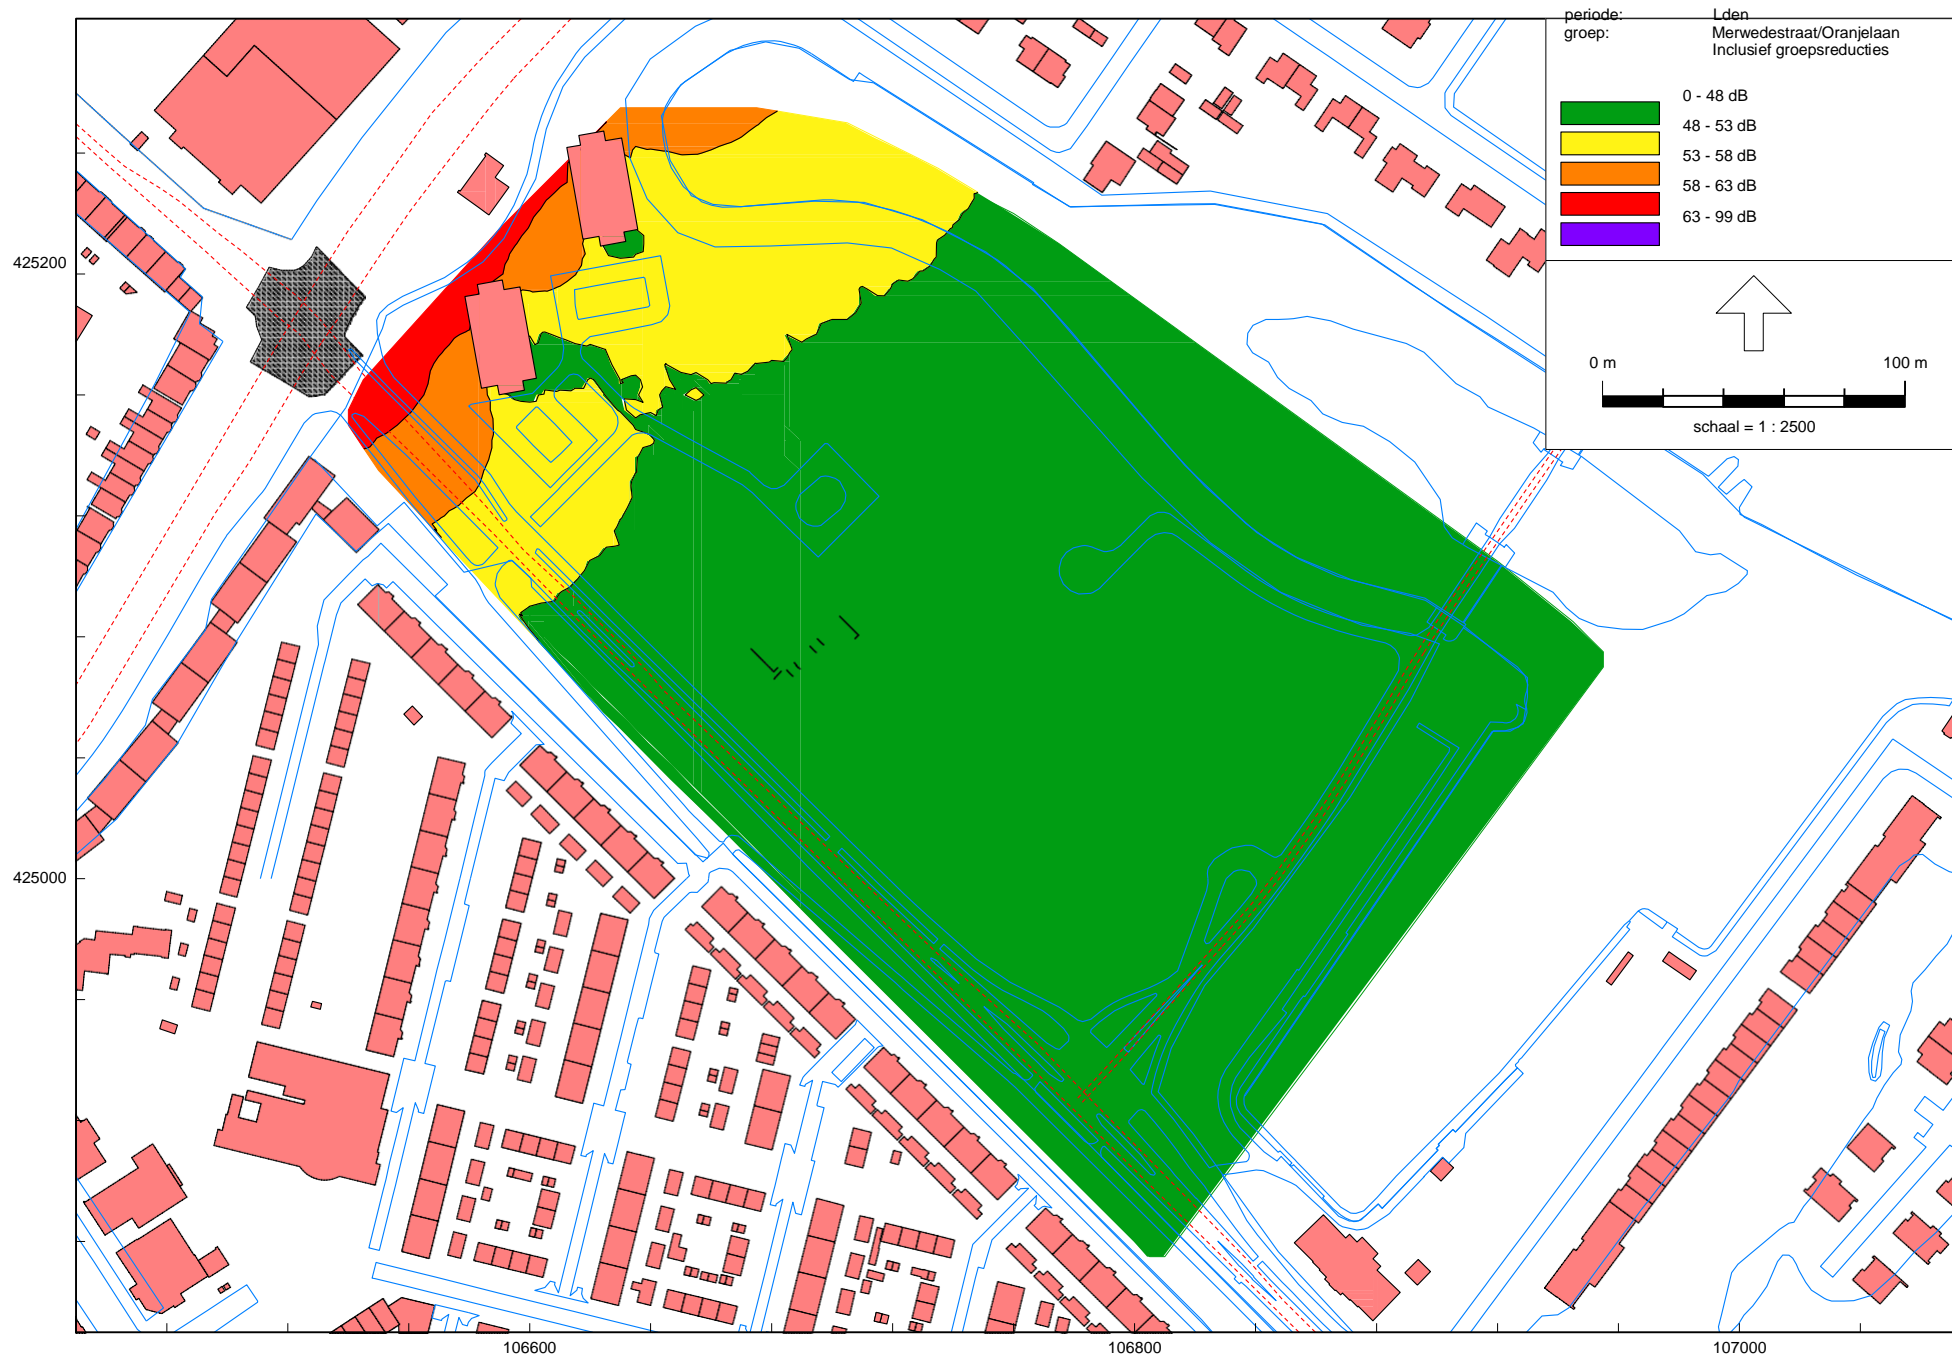 periode: Lden
groep: Merwedestraat/Oranjelaan
Inclusief groepsreducties
0 - 48 dB
48 - 53 dB
53 - 58 dB
58 - 63 dB
63 - 99 dB
0 m 100 m
schaal = 1 : 2500
425200
425000
106600 106800 107000